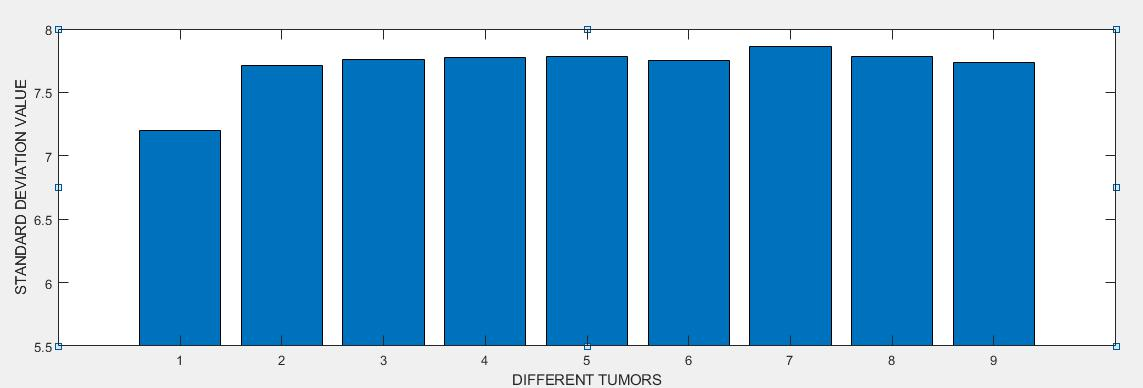 STANDARD DEVIATION VALUE
8
7.5
7
6.5
6
5.5
1 2 3 4 5 6 7 8 9
DIFFERENT TUMORS